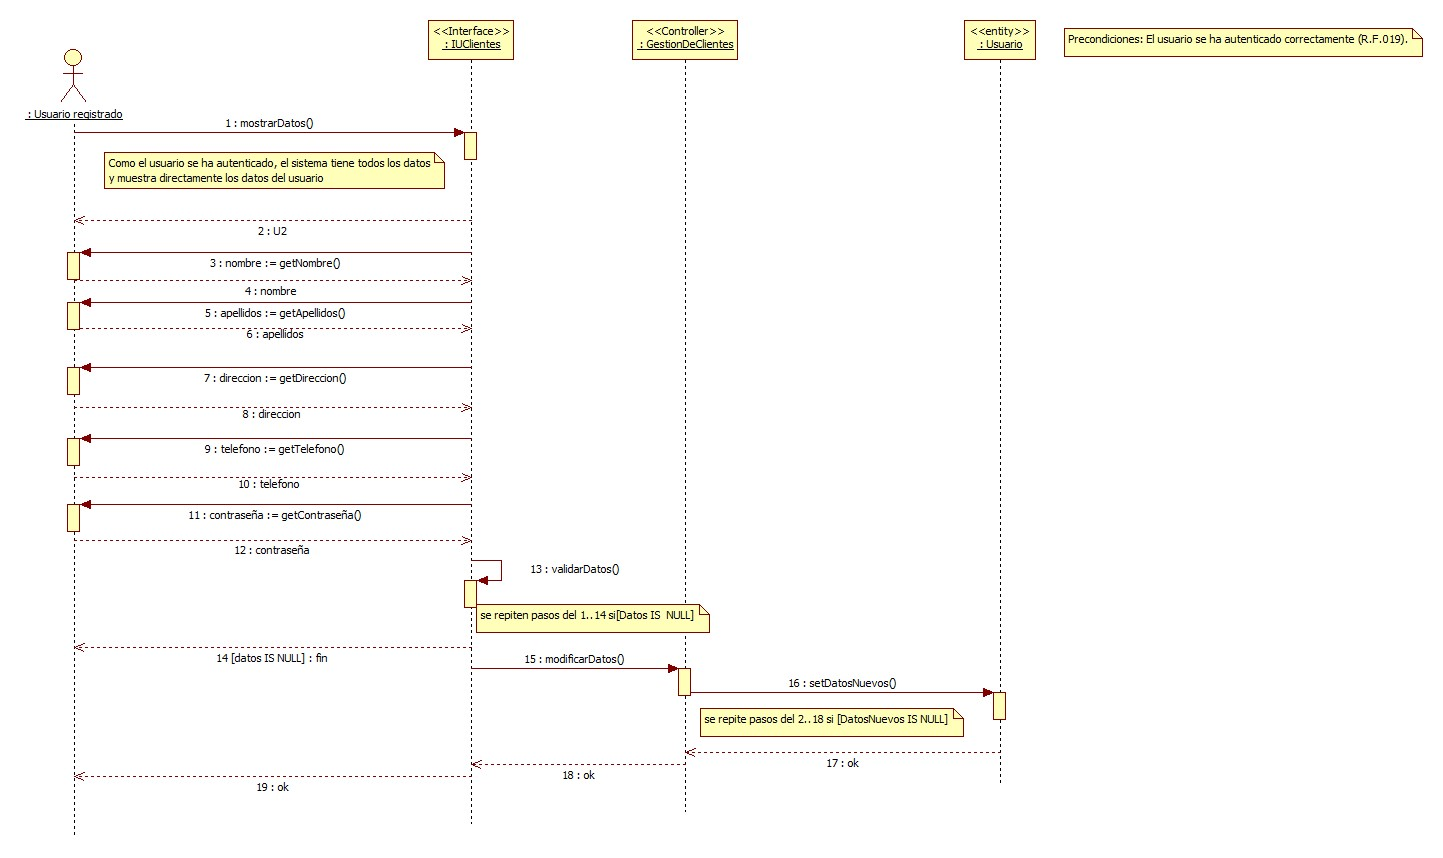 <<Interface>>
: IUClientes
<<Controller>>
: GestionDeClientes
<<entity>>
: Usuario
Precondiciones: El usuario se ha autenticado correctamente (R.F.019).
: Usuario registrado
1 : mostrarDatos()
Como el usuario se ha autenticado, el sistema tiene todos los datos
y muestra directamente los datos del usuario
2 : U2
3 : nombre := getNombre()
4 : nombre
5 : apellidos := getApellidos()
6 : apellidos
7 : direccion := getDireccion()
8 : direccion
9 : telefono := getTelefono()
10 : telefono
11 : contraseña := getContraseña()
12 : contraseña
13 : validarDatos()
se repiten pasos del 1..14 si[Datos IS NULL]
14 [datos IS NULL] : fin
15 : modificarDatos()
16 : setDatosNuevos()
se repite pasos del 2..18 si [DatosNuevos IS NULL]
17 : ok
18 : ok
19 : ok